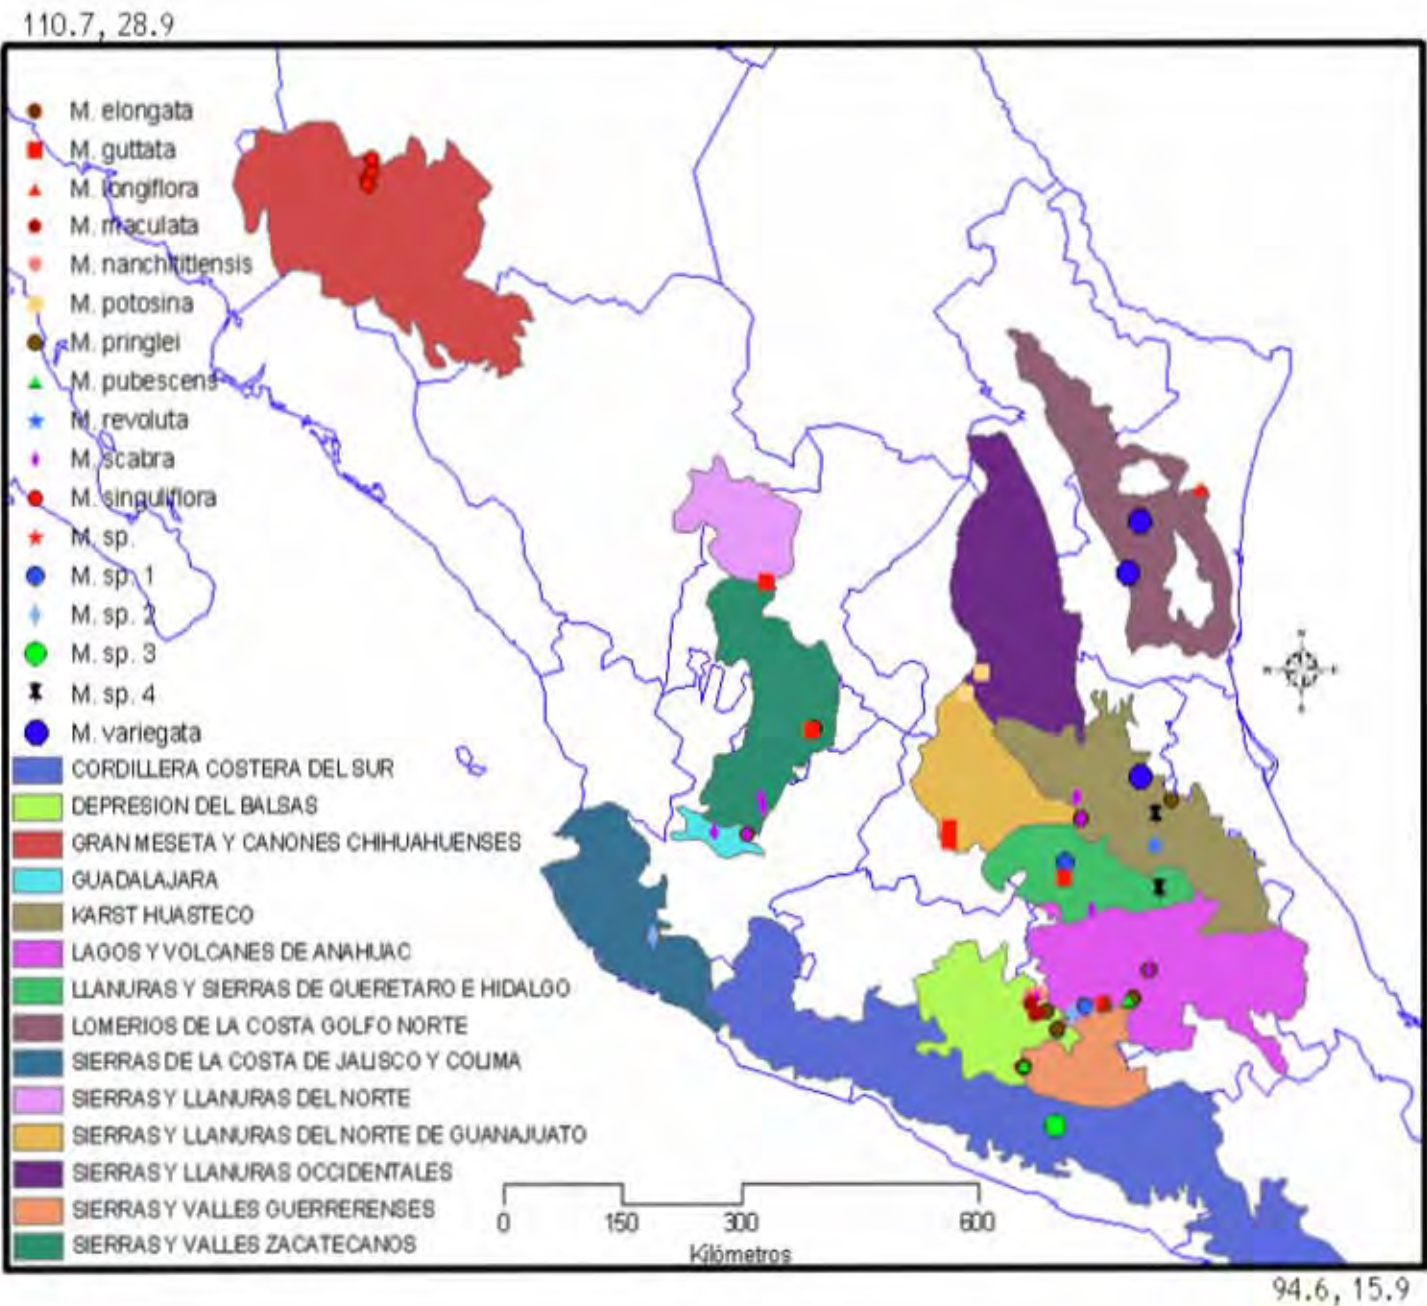 110.7, 28.9
M. elongata
M. guttata
M. longiflora
M. maculata
M. nanchititlensis
M. potosina
M. pringlei
M. pubescens
M. revoluta
M. scabra
M. singuliflora
M. sp.
M. sp. 1
M. sp. 2
M. sp. 3
M. sp. 4
M. variegata
CORDILLERA COSTERA DEL SUR
DEPRESION DEL BALSAS
GRAN MESETA Y CANONES CHIHUAHUENSES
GUADALAJARA
KARST HUASTECO
LAGOS Y VOLCANES DE ANAHUAC
LLANURAS Y SIERRAS DE QUERETARO E HIDALGO
LOMERIOS DE LA COSTA GOLFO NORTE
SIERRAS DE LA COSTA DE JALISCO Y COLIMA
SIERRAS Y LLANURAS DEL NORTE
SIERRAS Y LLANURAS DEL NORTE DE GUANAJUATO
SIERRAS Y LLANURAS OCCIDENTALES
SIERRAS Y VALLES GUERRERENSES
SIERRAS Y VALLES ZACATECANOS
0 150 300 600
Kilómetros
94.6, 15.9